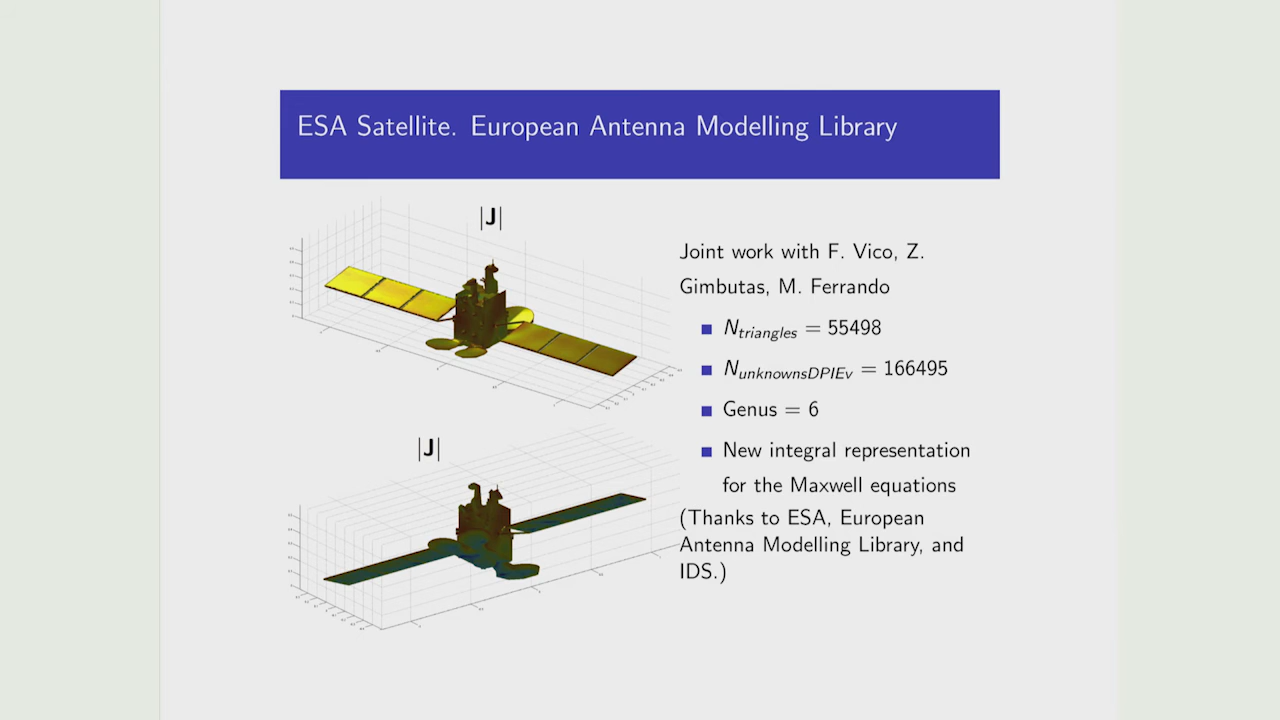 ESA Satellite. European Antenna Modelling Library
|J|
|J|
Joint work with F. Vico, Z.
Gimbutas, M. Ferrando
N_triangles = 55498
N_unknownsDPIEv = 166495
Genus = 6
New integral representation
for the Maxwell equations
(Thanks to ESA, European
Antenna Modelling Library, and
IDS.)